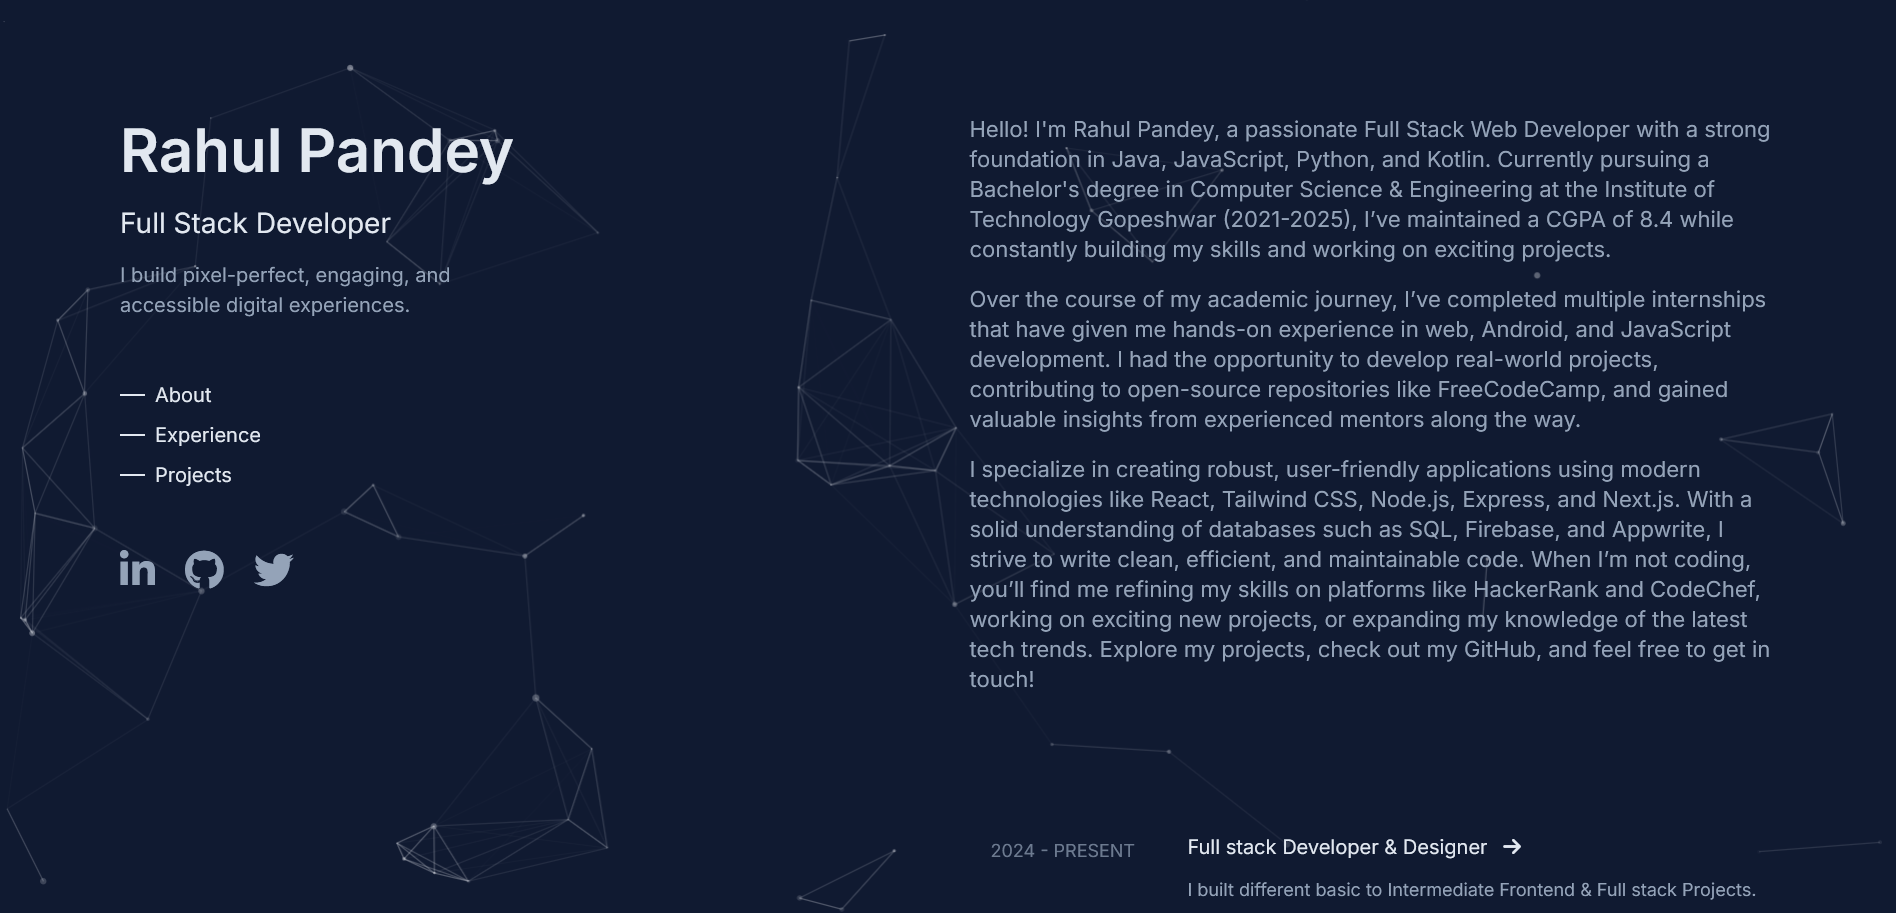 Rahul Pandey
Full Stack Developer
I build pixel-perfect, engaging, and
accessible digital experiences.
About
Experience
Projects
Hello! I'm Rahul Pandey, a passionate Full Stack Web Developer with a strong
foundation in Java, JavaScript, Python, and Kotlin. Currently pursuing a
Bachelor's degree in Computer Science & Engineering at the Institute of
Technology Gopeshwar (2021-2025), I’ve maintained a CGPA of 8.4 while
constantly building my skills and working on exciting projects.
Over the course of my academic journey, I’ve completed multiple internships
that have given me hands-on experience in web, Android, and JavaScript
development. I had the opportunity to develop real-world projects,
contributing to open-source repositories like FreeCodeCamp, and gained
valuable insights from experienced mentors along the way.
I specialize in creating robust, user-friendly applications using modern
technologies like React, Tailwind CSS, Node.js, Express, and Next.js. With a
solid understanding of databases such as SQL, Firebase, and Appwrite, I
strive to write clean, efficient, and maintainable code. When I’m not coding,
you’ll find me refining my skills on platforms like HackerRank and CodeChef,
working on exciting new projects, or expanding my knowledge of the latest
tech trends. Explore my projects, check out my GitHub, and feel free to get in
touch!
2024 - PRESENT
Full stack Developer & Designer
I built different basic to Intermediate Frontend & Full stack Projects.